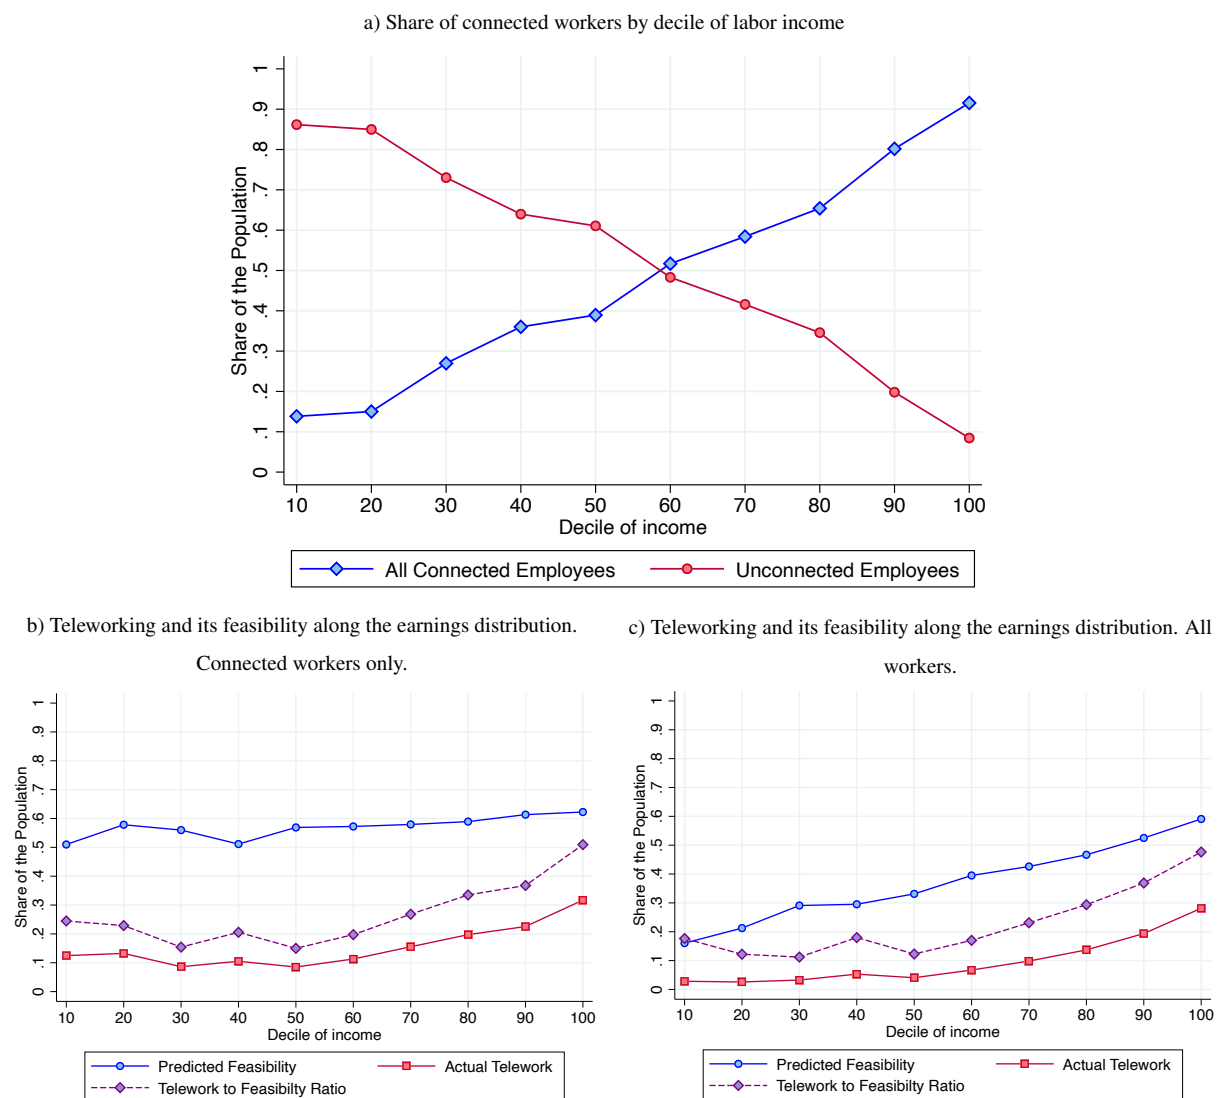 a) Share of connected workers by decile of labor income
Share of the Population
1
.9
.8
.7
.6
.5
.4
.3
.2
.1
0
10 20 30 40 50 60 70 80 90 100
Decile of income
All Connected Employees Unconnected Employees
b) Teleworking and its feasibility along the earnings distribution.
Connected workers only.
Share of the Population
1
.9
.8
.7
.6
.5
.4
.3
.2
.1
0
10 20 30 40 50 60 70 80 90 100
Decile of income
Predicted Feasibility Actual Telework
Telework to Feasibilty Ratio
c) Teleworking and its feasibility along the earnings distribution. All
workers.
Share of the Population
1
.9
.8
.7
.6
.5
.4
.3
.2
.1
0
10 20 30 40 50 60 70 80 90 100
Decile of income
Predicted Feasibility Actual Telework
Telework to Feasibilty Ratio